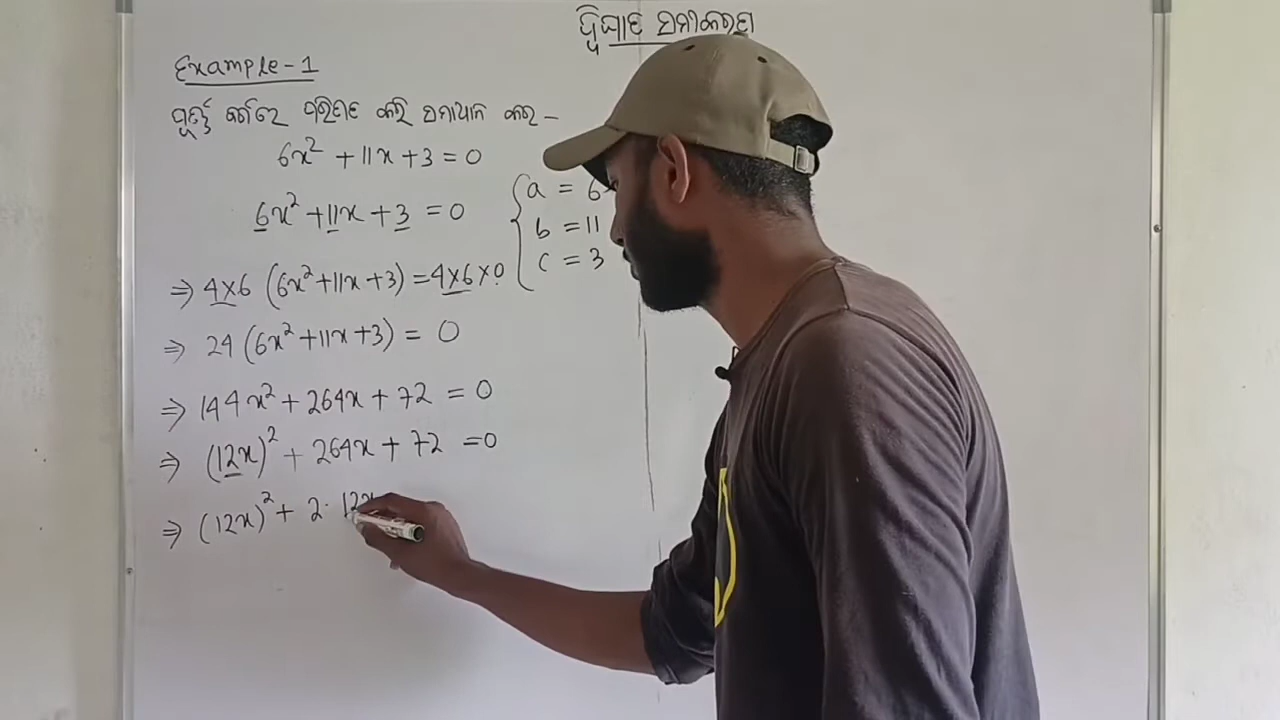 ଦ୍ୱିଘାତ ସମୀକରଣ
Example-1
ପୂର୍ଣ୍ଣ ବର୍ଗରେ ପରିଣତ କରି ସମାଧାନ କର –
6x² + 11x + 3 = 0
6x² + 11x + 3 = 0
a = 6
b = 11
c = 3
⇒ 4×6 (6x²+11x+3) = 4×6×0
⇒ 24 (6x²+11x+3) = 0
⇒ 144x² + 264x + 72 = 0
⇒ (12x)² + 264x + 72 = 0
⇒ (12x)² + 2· 12x